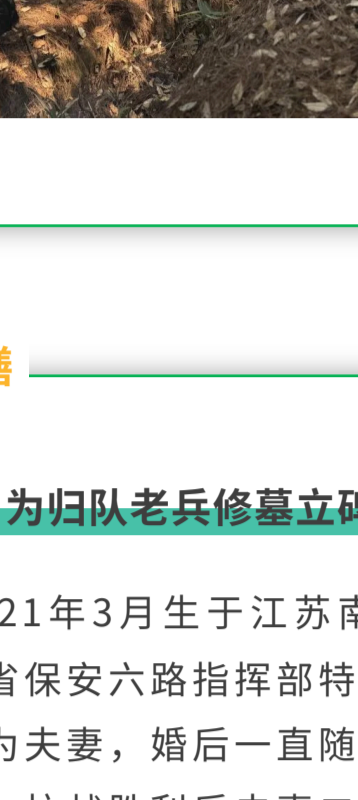 缮
为归队老兵修墓立碑
21年3月生于江苏南
省保安六路指挥部特
为夫妻，婚后一直随